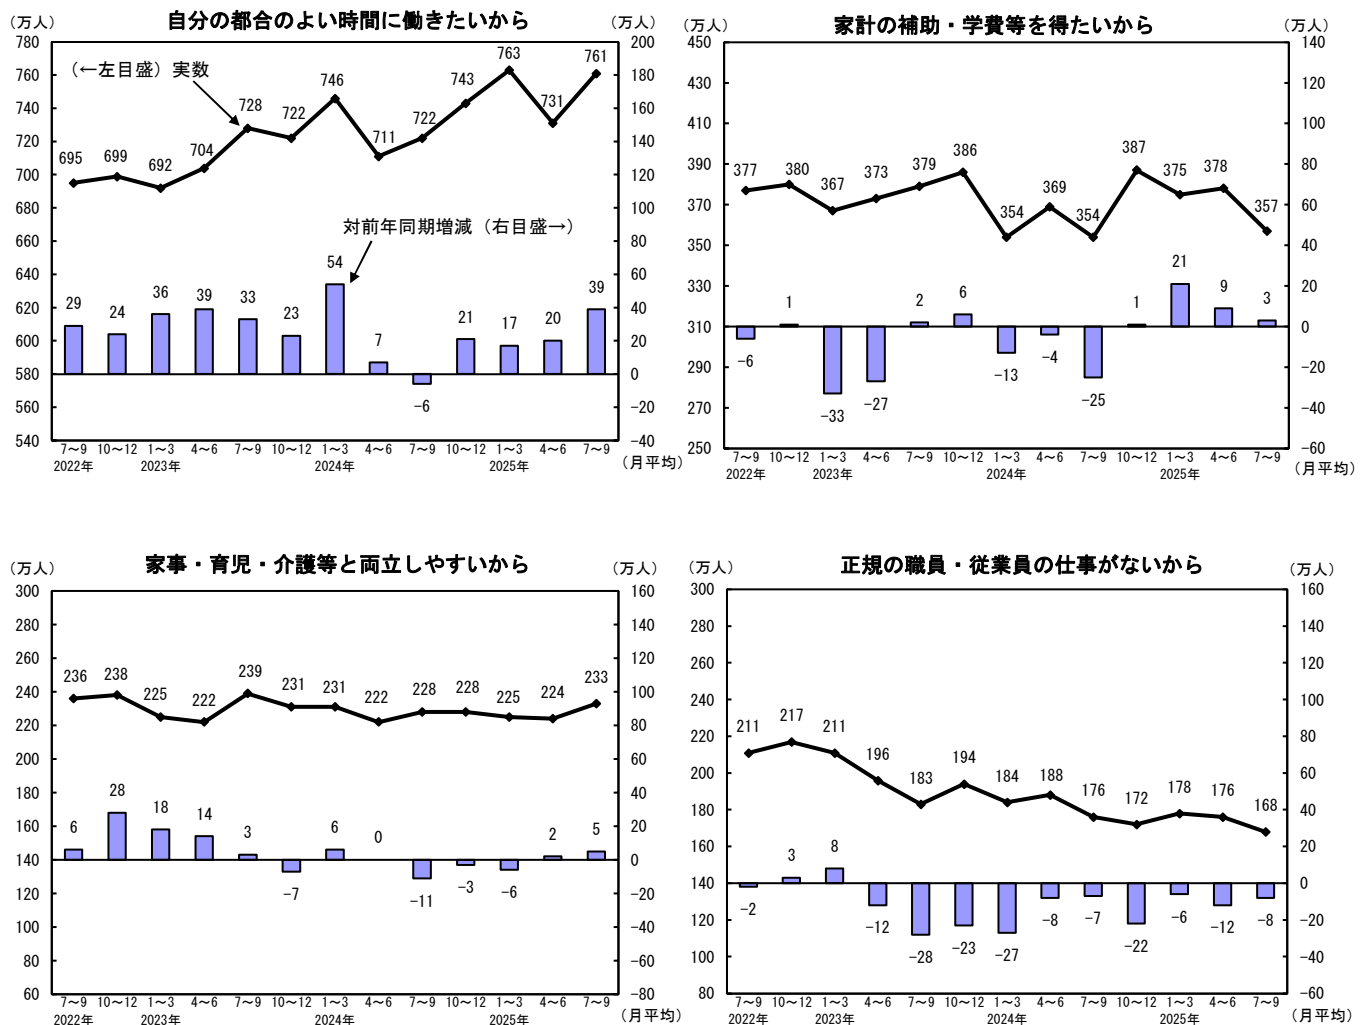 自分の都合のよい時間に働きたいから
（万人）
（万人）
780
760
740
720
700
680
660
640
620
600
580
560
540
200
180
160
140
120
100
80
60
40
20
0
−20
−40
（←左目盛）実数
695 699 692 704 728 722 746 711 722 743 763 731 761
対前年同期増減（右目盛→）
29 24 36 39 33 23 54 7 −6 21 17 20 39
7～9 10～12 1～3 4～6 7～9 10～12 1～3 4～6 7～9 10～12 1～3 4～6 7～9
2022年 2023年 2024年 2025年
（月平均）
家計の補助・学費等を得たいから
（万人）
（万人）
450
430
410
390
370
350
330
310
290
270
250
140
120
100
80
60
40
20
0
−20
−40
−60
377 380 367 373 379 386 354 369 354 387 375 378 357
−6 1 −33 −27 2 6 −13 −4 −25 1 21 9 3
7～9 10～12 1～3 4～6 7～9 10～12 1～3 4～6 7～9 10～12 1～3 4～6 7～9
2022年 2023年 2024年 2025年
（月平均）
家事・育児・介護等と両立しやすいから
（万人）
（万人）
300
280
260
240
220
200
180
160
140
120
100
80
60
160
140
120
100
80
60
40
20
0
−20
−40
−60
−80
236 238 225 222 239 231 231 222 228 228 225 224 233
6 28 18 14 3 −7 6 0 −11 −3 −6 2 5
7～9 10～12 1～3 4～6 7～9 10～12 1～3 4～6 7～9 10～12 1～3 4～6 7～9
2022年 2023年 2024年 2025年
（月平均）
正規の職員・従業員の仕事がないから
（万人）
（万人）
300
280
260
240
220
200
180
160
140
120
100
80
160
140
120
100
80
60
40
20
0
−20
−40
−60
211 217 211 196 183 194 184 188 176 172 178 176 168
−2 3 8 −12 −28 −23 −27 −8 −7 −22 −6 −12 −8
7～9 10～12 1～3 4～6 7～9 10～12 1～3 4～6 7～9 10～12 1～3 4～6 7～9
2022年 2023年 2024年 2025年
（月平均）